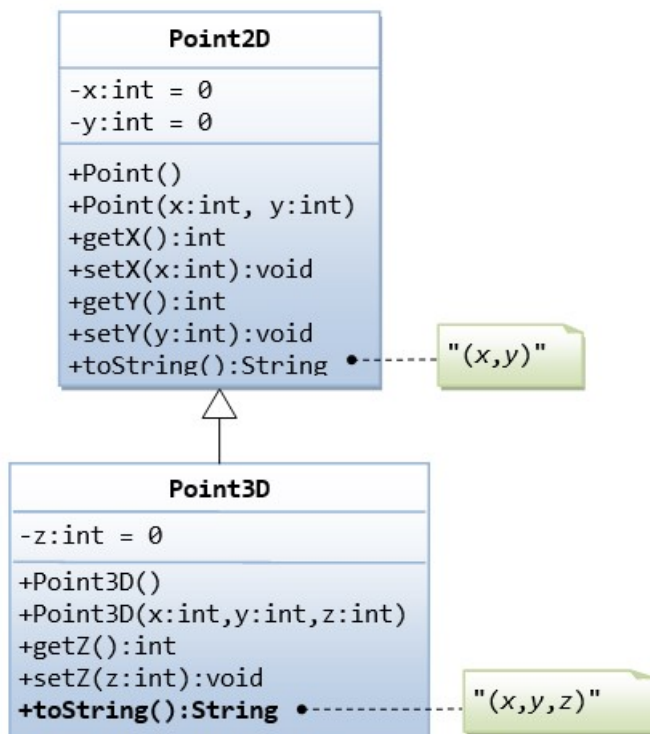 Point2D
-x:int = 0
-y:int = 0
+Point()
+Point(x:int, y:int)
+getX():int
+setX(x:int):void
+getY():int
+setY(y:int):void
+toString():String
"(x,y)"
Point3D
-z:int = 0
+Point3D()
+Point3D(x:int,y:int,z:int)
+getZ():int
+setZ(z:int):void
+toString():String
"(x,y,z)"